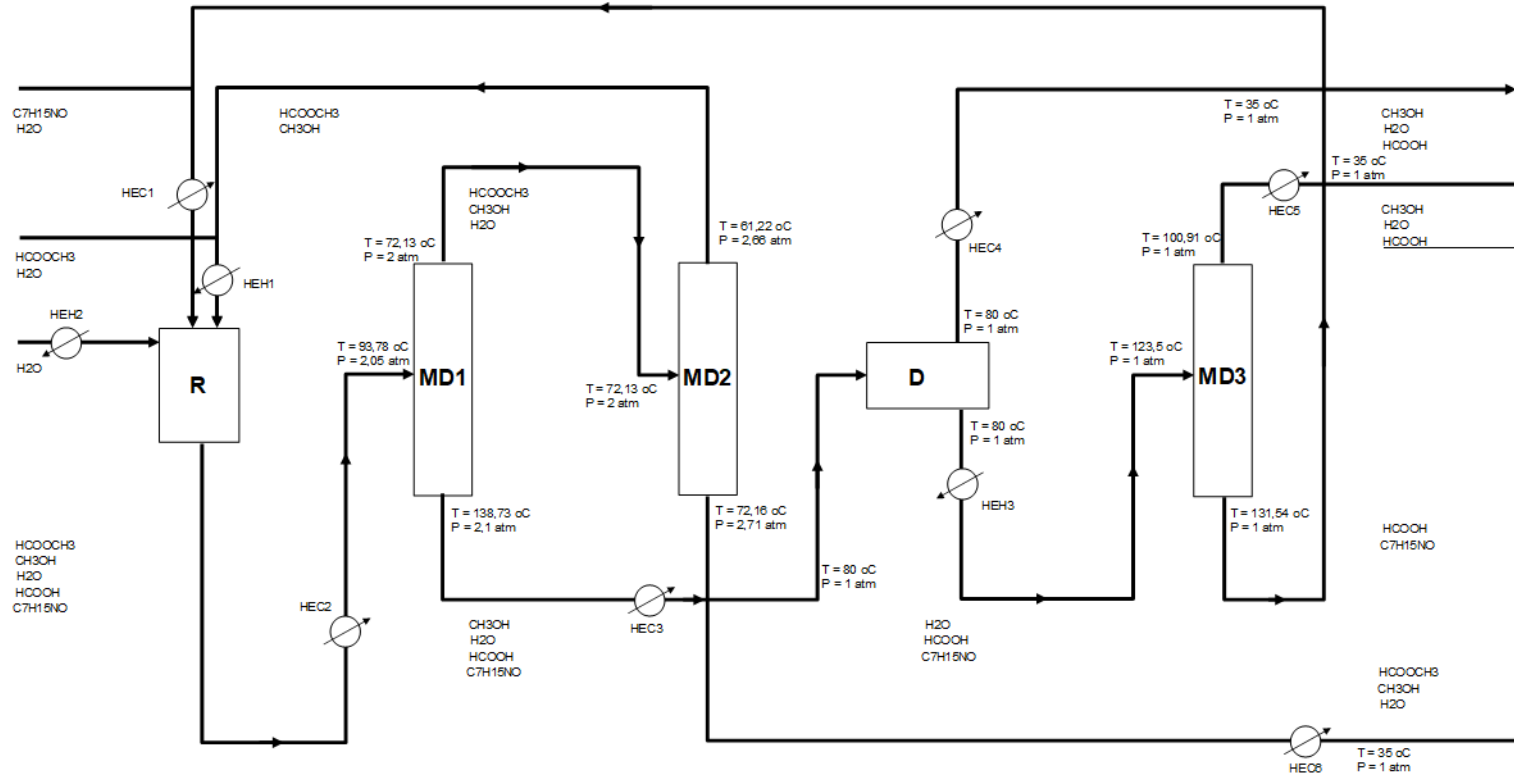 C7H15NO
H2O
HCOOCH3
CH3OH
T = 35 oC
P = 1 atm
CH3OH
H2O
HCOOH
T = 35 oC
P = 1 atm
HEC1
HCOOCH3
CH3OH
H2O
HEC5
CH3OH
H2O
HCOOH
HCOOCH3
H2O
HEH1
T = 72,13 oC
P = 2 atm
T = 61,22 oC
P = 2,66 atm
HEC4
T = 100,91 oC
P = 1 atm
HEH2
H2O
R
T = 93,78 oC
P = 2,05 atm
MD1
T = 72,13 oC
P = 2 atm
MD2
T = 80 oC
P = 1 atm
D
T = 80 oC
P = 1 atm
T = 123,5 oC
P = 1 atm
MD3
HEH3
T = 138,73 oC
P = 2,1 atm
T = 72,16 oC
P = 2,71 atm
T = 131,54 oC
P = 1 atm
HCOOH
C7H15NO
HCOOCH3
CH3OH
H2O
HCOOH
C7H15NO
HEC2
T = 80 oC
P = 1 atm
HEC3
CH3OH
H2O
HCOOH
C7H15NO
H2O
HCOOH
C7H15NO
HCOOCH3
CH3OH
H2O
HEC6
T = 35 oC
P = 1 atm